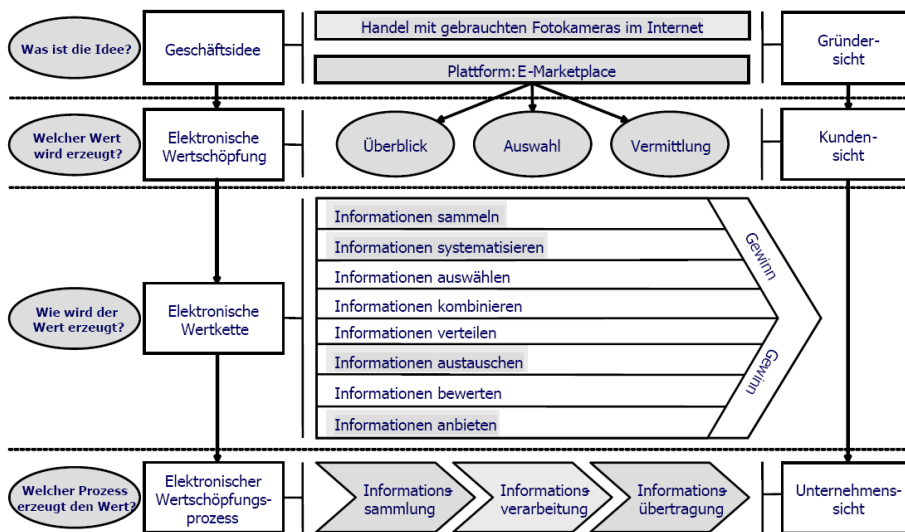 Was ist die Idee?
Geschäftsidee
Handel mit gebrauchten Fotokameras im Internet
Plattform: E-Marketplace
Gründer-
sicht
Welcher Wert
wird erzeugt?
Elektronische
Wertschöpfung
Überblick
Auswahl
Vermittlung
Kunden-
sicht
Wie wird der
Wert erzeugt?
Elektronische
Wertkette
Informationen sammeln
Informationen systematisieren
Informationen auswählen
Informationen kombinieren
Informationen verteilen
Informationen austauschen
Informationen bewerten
Informationen anbieten
Gewinn
Gewinn
Welcher Prozess
erzeugt den Wert?
Elektronischer
Wertschöpfungs-
prozess
Informations-
sammlung
Informations-
verarbeitung
Informations-
übertragung
Unternehmens-
sicht